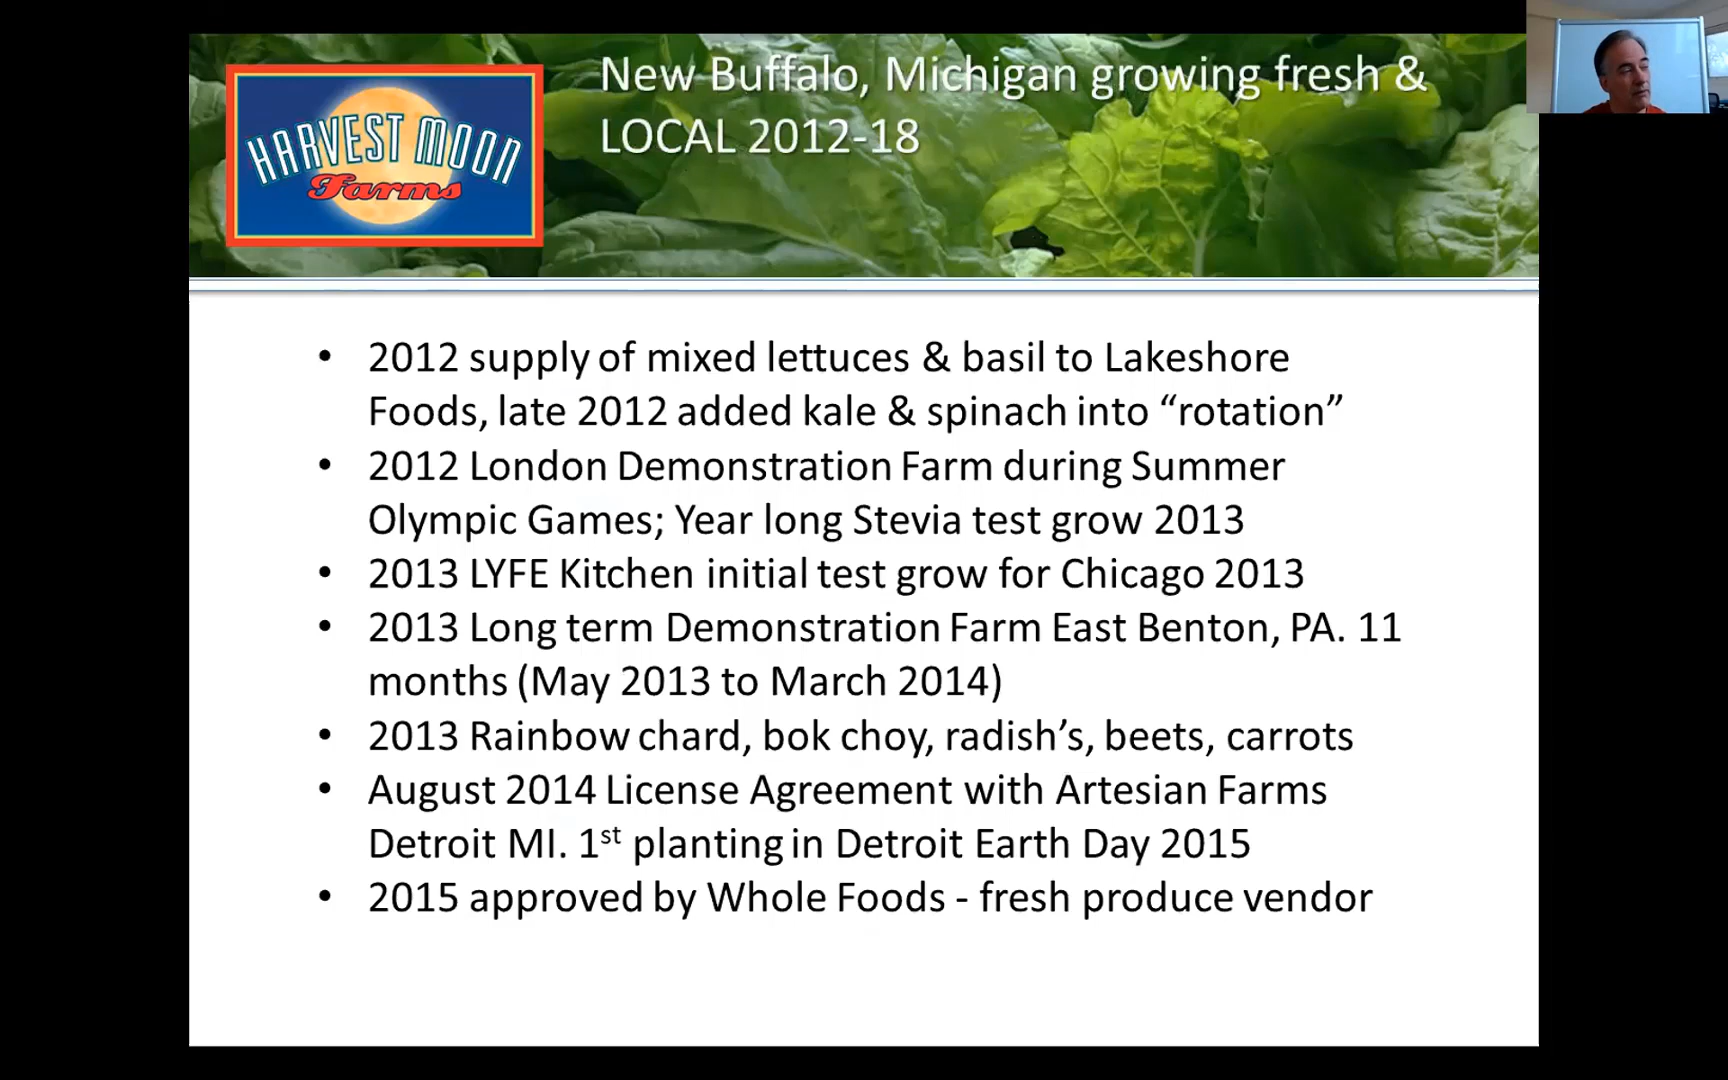 HARVEST MOON
Farms
New Buffalo, Michigan growing fresh &
LOCAL 2012-18
• 2012 supply of mixed lettuces & basil to Lakeshore
Foods, late 2012 added kale & spinach into “rotation”
• 2012 London Demonstration Farm during Summer
Olympic Games; Year long Stevia test grow 2013
• 2013 LYFE Kitchen initial test grow for Chicago 2013
• 2013 Long term Demonstration Farm East Benton, PA. 11
months (May 2013 to March 2014)
• 2013 Rainbow chard, bok choy, radish’s, beets, carrots
• August 2014 License Agreement with Artesian Farms
Detroit MI. 1st planting in Detroit Earth Day 2015
• 2015 approved by Whole Foods - fresh produce vendor